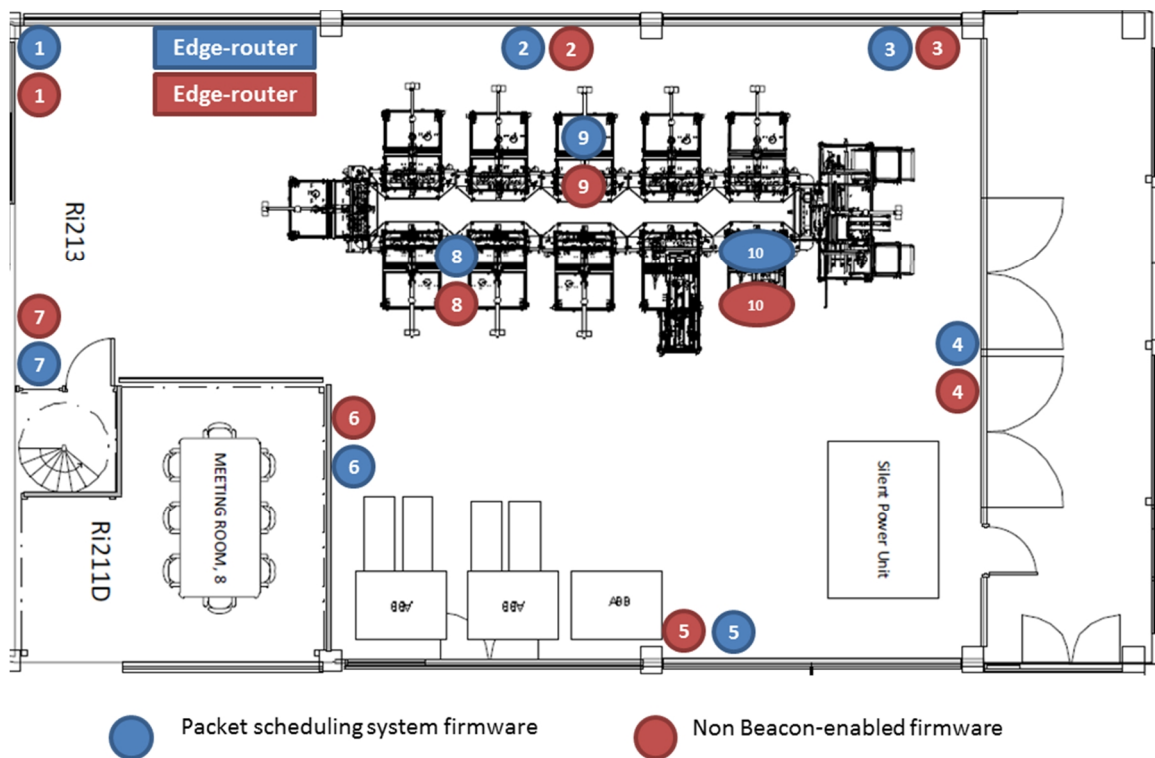 1
Edge-router
2
2
3
3
1
Edge-router
9
9
Ri213
8
10
8
10
7
7
4
4
6
6
MEETING ROOM, 8
Ri211D
Silent Power Unit
ABB
ABB
ABB
5
5
Packet scheduling system firmware
Non Beacon-enabled firmware